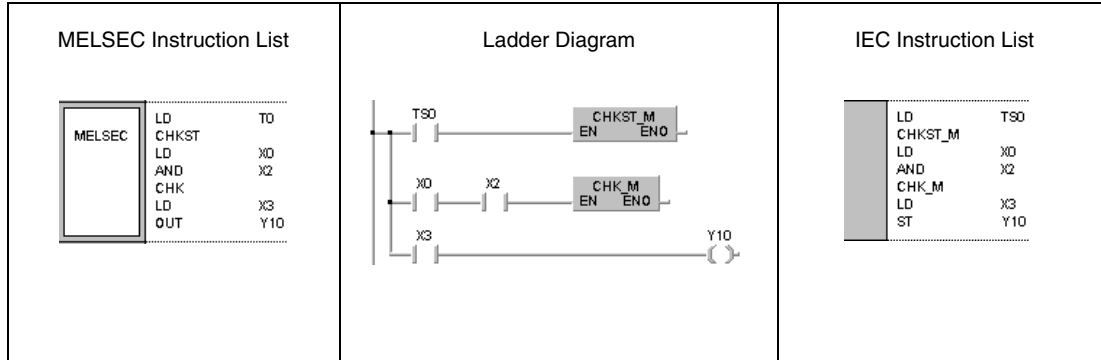 MELSEC Instruction List
MELSEC
LD T0
CHKST
LD X0
AND X2
CHK
LD X3
OUT Y10
Ladder Diagram
TS0
CHKST_M
EN ENO
X0 X2
CHK_M
EN ENO
X3 Y10
IEC Instruction List
LD TS0
CHKST_M
LD X0
AND X2
CHK_M
LD X3
ST Y10